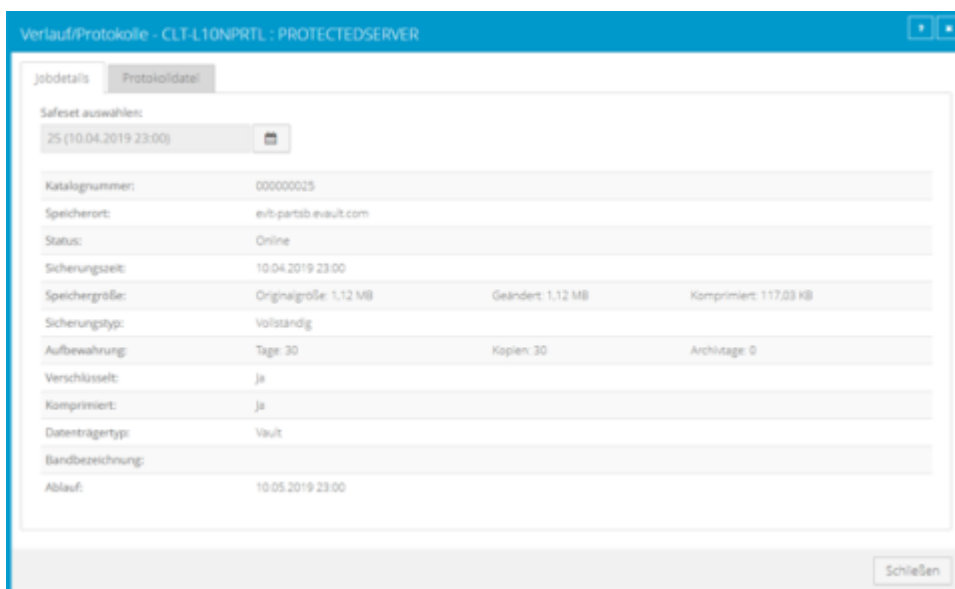 Verlauf/Protokolle - CLT-L10NPRTL : PROTECTEDSERVER
Jobdetails Protokolldatei
Safeset auswählen:
25 (10.04.2019 23:00)
Katalognummer: 000000025
Speicherort: evlt-partsb.evault.com
Status: Online
Sicherungszeit: 10.04.2019 23:00
Speichergröße: Originalgröße: 1,12 MB Geändert: 1,12 MB Komprimiert: 117,03 KB
Sicherungstyp: Vollständig
Aufbewahrung: Tage: 30 Kopien: 30 Archivtage: 0
Verschlüsselt: Ja
Komprimiert: Ja
Datenträgertyp: Vault
Bandbezeichnung:
Ablauf: 10.05.2019 23:00
Schließen